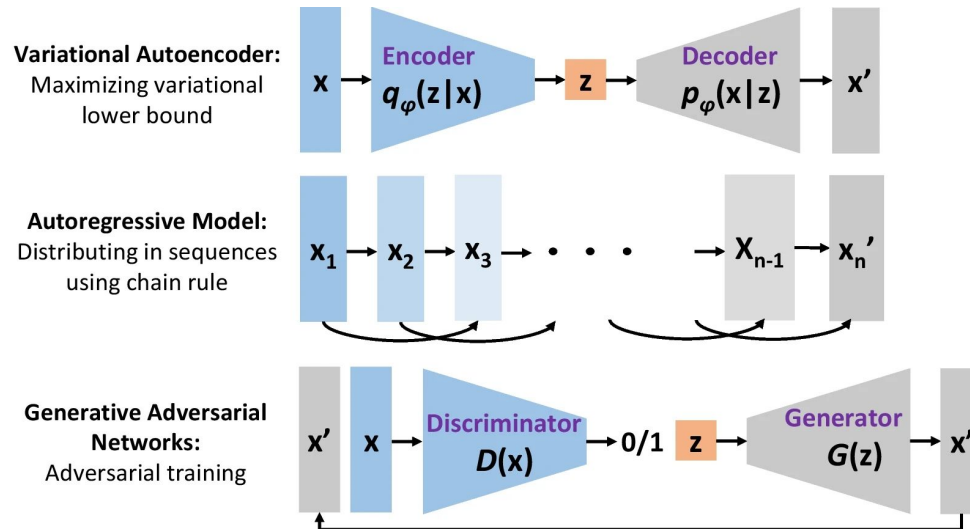 Variational Autoencoder:
Maximizing variational
lower bound
x
Encoder
qφ(z|x)
z
Decoder
pφ(x|z)
x’
Autoregressive Model:
Distributing in sequences
using chain rule
x1
x2
x3
• • •
Xn-1
xn’
Generative Adversarial
Networks:
Adversarial training
x’
x
Discriminator
D(x)
0/1
z
Generator
G(z)
x’